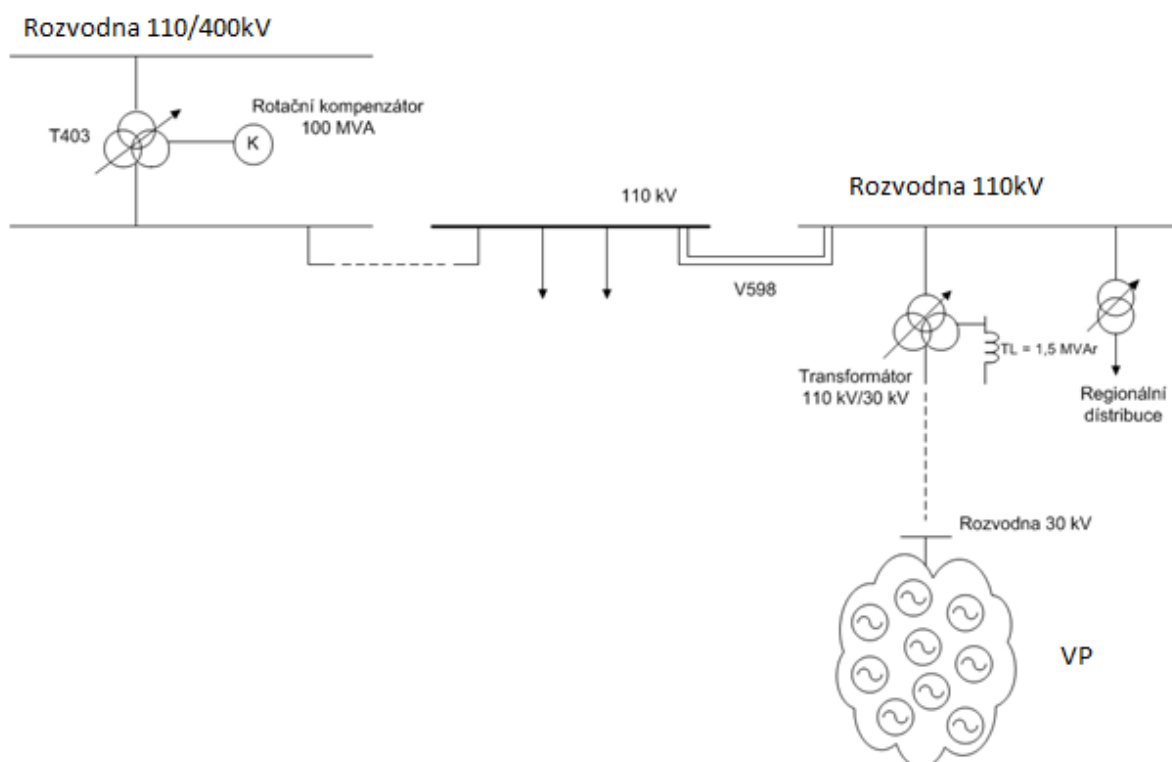 Rozvodna 110/400kV
T403
Rotační kompenzátor
100 MVA
K
110 kV
Rozvodna 110kV
V598
TL = 1,5 MVAr
Transformátor
110 kV/30 kV
Regionální
dístribuce
Rozvodna 30 kV
VP